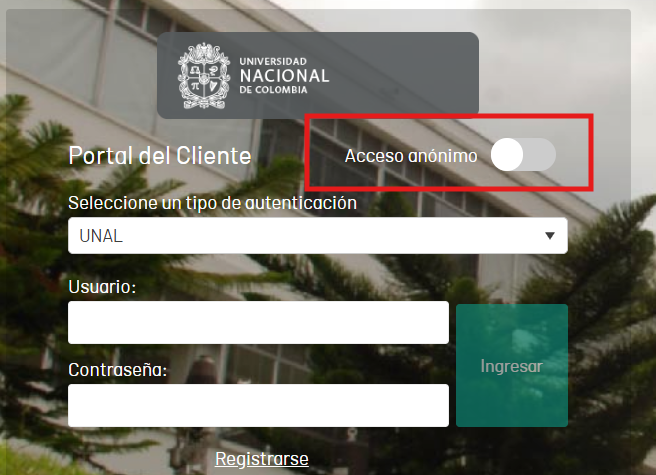 UNIVERSIDAD
NACIONAL
DE COLOMBIA
Portal del Cliente
Acceso anónimo
Seleccione un tipo de autenticación
UNAL
Usuario:
Contraseña:
Ingresar
Registrarse